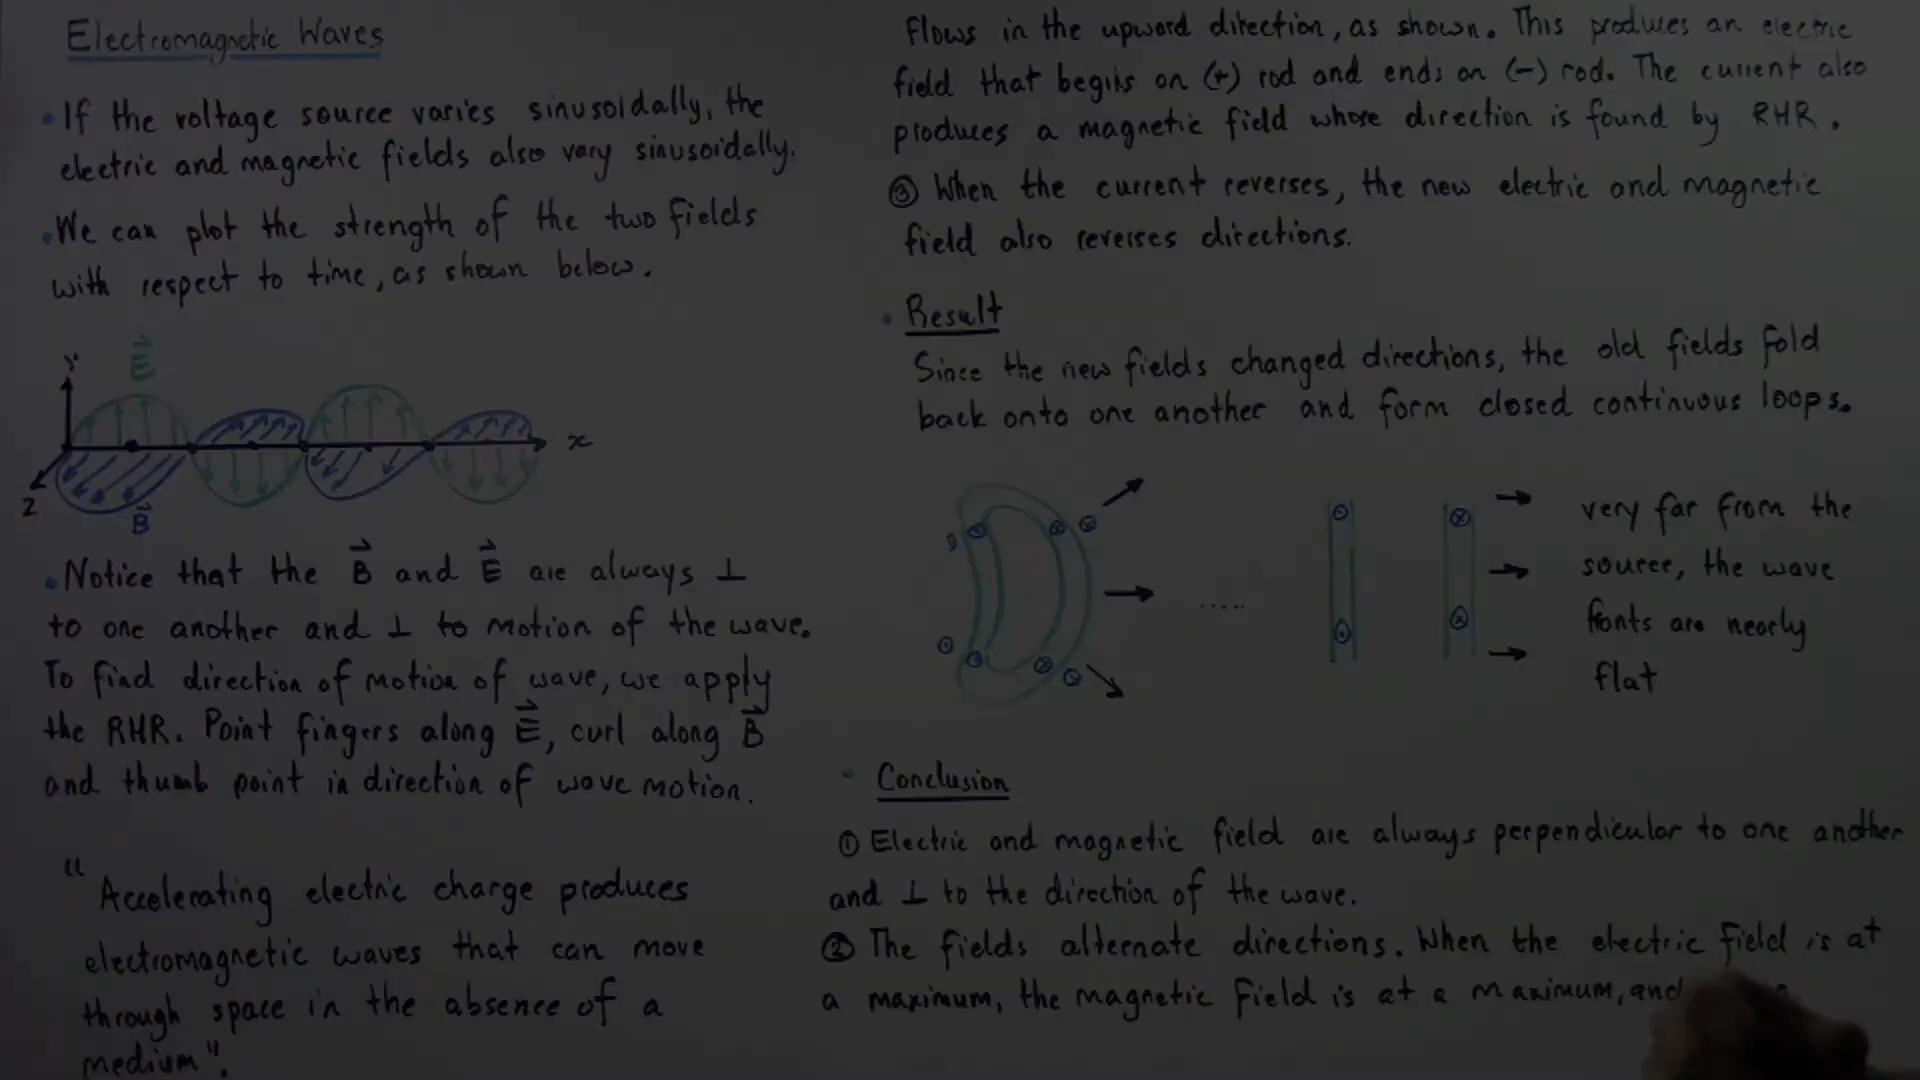 Electromagnetic Waves
• If the voltage source varies sinusoidally, the
electric and magnetic fields also vary sinusoidally.
• We can plot the strength of the two fields
with respect to time, as shown below.
Y
E
x
Z
B
• Notice that the B and E are always ⊥
to one another and ⊥ to motion of the wave.
To find direction of motion of wave, we apply
the RHR. Point fingers along E, curl along B
and thumb point in direction of wave motion.
"Accelerating electric charge produces
electromagnetic waves that can move
through space in the absence of a
medium".
flows in the upward direction, as shown. This produces an electric
field that begins on (+) rod and ends on (-) rod. The current also
produces a magnetic field whose direction is found by RHR.
③ When the current reverses, the new electric and magnetic
field also reverses directions.
• Result
Since the new fields changed directions, the old fields fold
back onto one another and form closed continuous loops.
.....
very far from the
source, the wave
fronts are nearly
flat
• Conclusion
① Electric and magnetic field are always perpendicular to one another
and ⊥ to the direction of the wave.
② The fields alternate directions. When the electric field is at
a maximum, the magnetic field is at a maximum, and